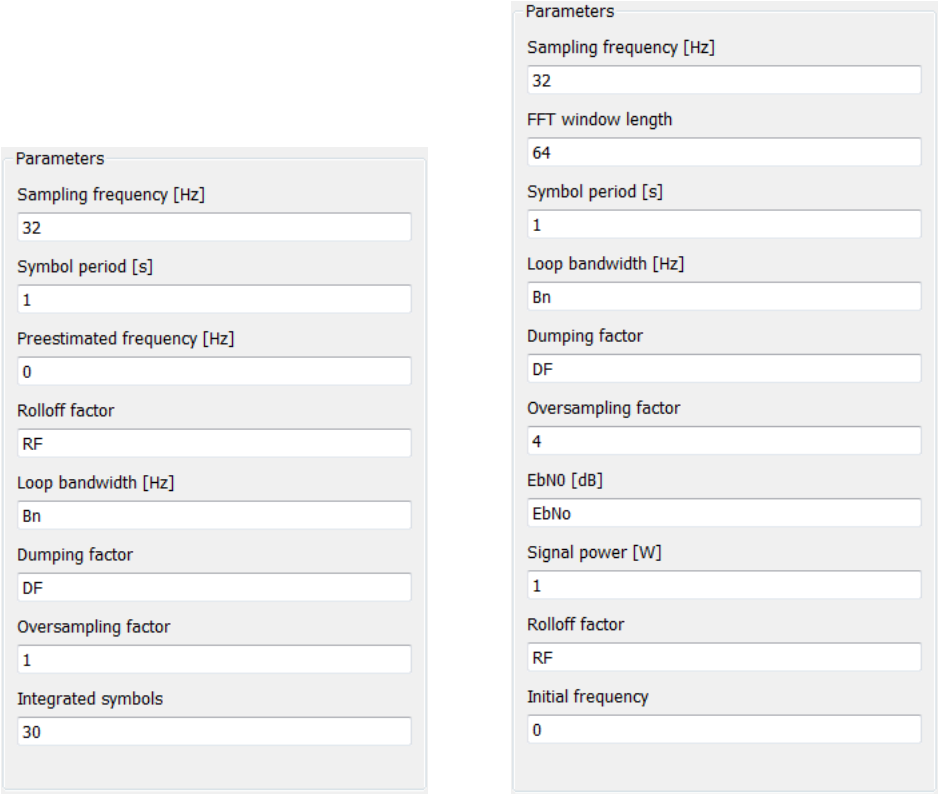 Parameters
Sampling frequency [Hz]
32
Symbol period [s]
1
Preestimated frequency [Hz]
0
Rolloff factor
RF
Loop bandwidth [Hz]
Bn
Dumping factor
DF
Oversampling factor
1
Integrated symbols
30
Parameters
Sampling frequency [Hz]
32
FFT window length
64
Symbol period [s]
1
Loop bandwidth [Hz]
Bn
Dumping factor
DF
Oversampling factor
4
EbN0 [dB]
EbNo
Signal power [W]
1
Rolloff factor
RF
Initial frequency
0